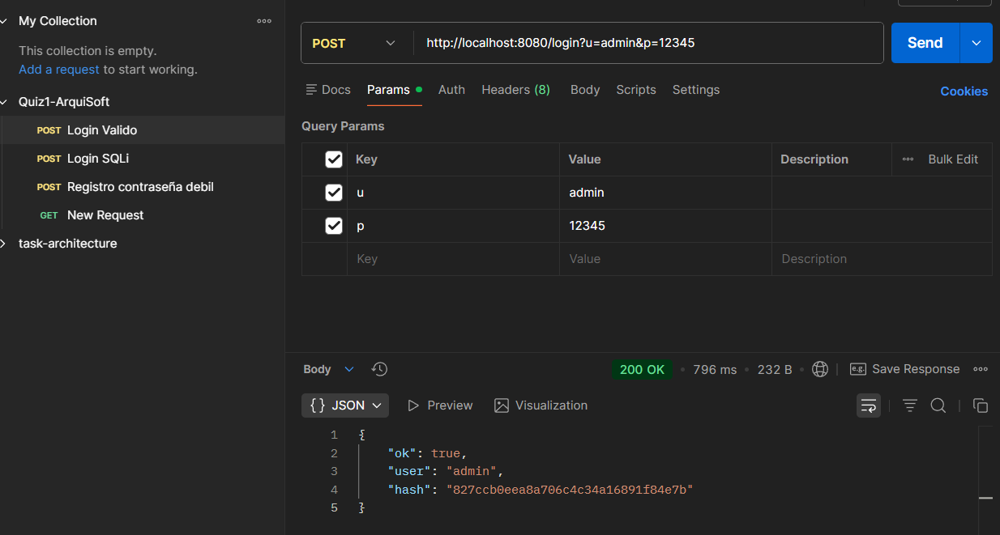 My Collection
This collection is empty.
Add a request to start working.
Quiz1-ArquiSoft
POST Login Valido
POST Login SQLi
POST Registro contraseña debil
GET New Request
task-architecture
POST http://localhost:8080/login?u=admin&p=12345 Send
Docs Params Auth Headers (8) Body Scripts Settings Cookies
Query Params
Key Value Description Bulk Edit
u admin
p 12345
Key Value Description
Body 200 OK 796 ms 232 B e.g. Save Response
{} JSON Preview Visualization
1 {
2 "ok": true,
3 "user": "admin",
4 "hash": "827ccb0eea8a706c4c34a16891f84e7b"
5 }